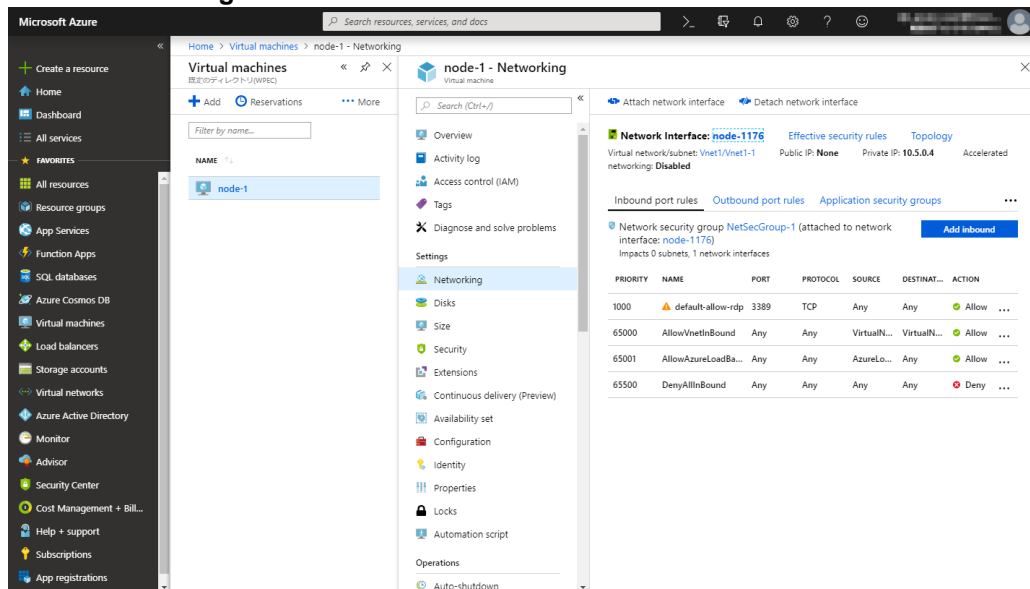 Microsoft Azure
Search resources, services, and docs
Home > Virtual machines > node-1 - Networking
Create a resource
Home
Dashboard
All services
FAVORITES
All resources
Resource groups
App Services
Function Apps
SQL databases
Azure Cosmos DB
Virtual machines
Load balancers
Storage accounts
Virtual networks
Azure Active Directory
Monitor
Advisor
Security Center
Cost Management + Bill...
Help + support
Subscriptions
App registrations
Virtual machines
既定のディレクトリ(WPEC)
Add Reservations More
Filter by name...
NAME
node-1
node-1 - Networking
Virtual machine
Search (Ctrl+/)
Overview
Activity log
Access control (IAM)
Tags
Diagnose and solve problems
Settings
Networking
Disks
Size
Security
Extensions
Continuous delivery (Preview)
Availability set
Configuration
Identity
Properties
Locks
Automation script
Operations
Auto-shutdown
Attach network interface Detach network interface
Network Interface: node-1176 Effective security rules Topology
Virtual network/subnet: Vnet1/Vnet1-1 Public IP: None Private IP: 10.5.0.4 Accelerated
networking: Disabled
Inbound port rules Outbound port rules Application security groups ...
Network security group NetSecGroup-1 (attached to network
interface: node-1176)
Impacts 0 subnets, 1 network interfaces
Add inbound
PRIORITY NAME PORT PROTOCOL SOURCE DESTINAT... ACTION
1000 default-allow-rdp 3389 TCP Any Any Allow ...
65000 AllowVnetInBound Any Any VirtualN... VirtualN... Allow ...
65001 AllowAzureLoadBa... Any Any AzureLo... Any Allow ...
65500 DenyAllInBound Any Any Any Any Deny ...